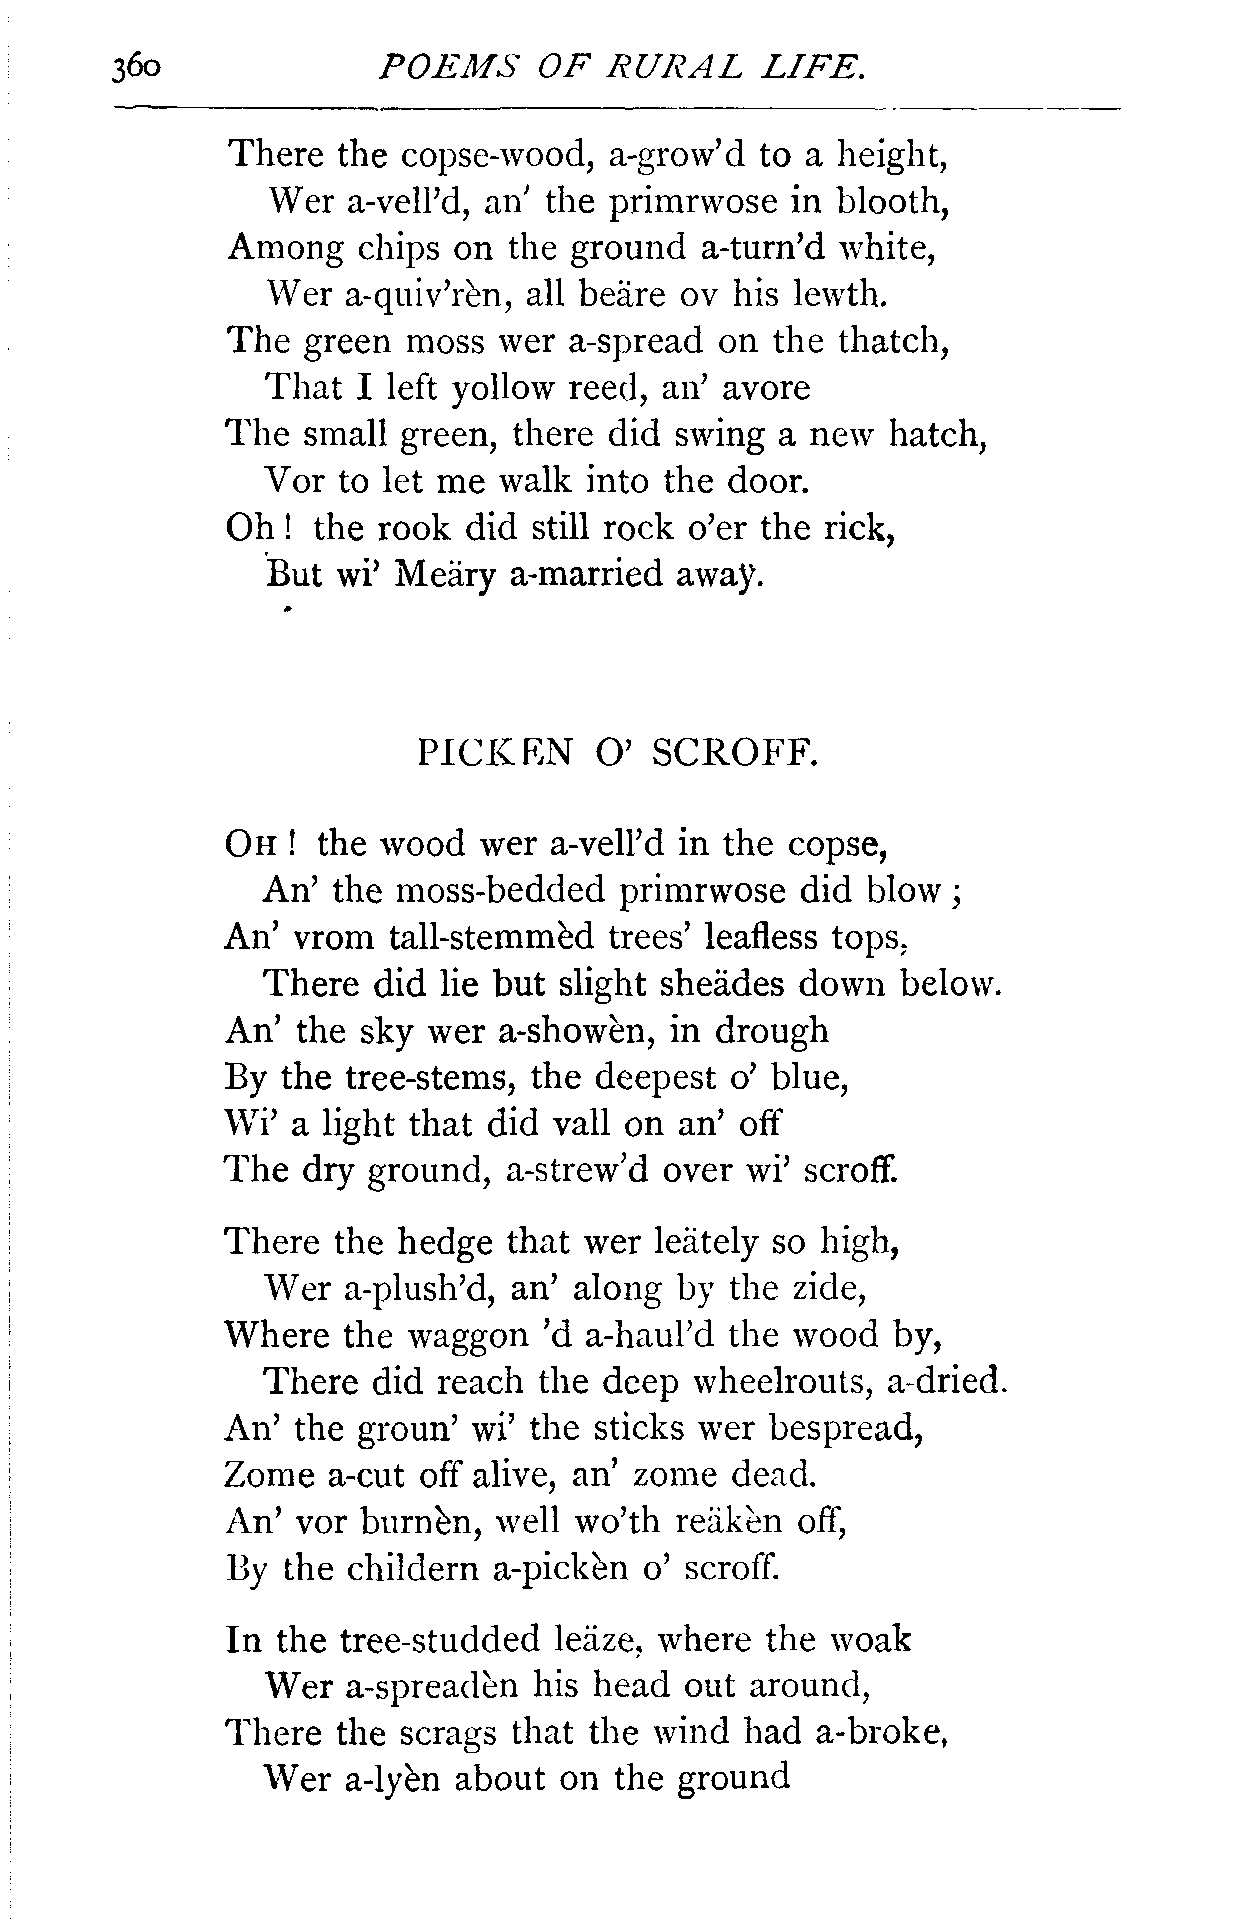 360 POEMS OF RURAL LIFE.
There the copse-wood, a-grow'd to a height,
Wer a-vell'd, an' the primrwose in blooth,
Among chips on the ground a-turn'd white,
Wer a-quiv'rèn, all beäre ov his lewth.
The green moss wer a-spread on the thatch,
That I left yollow reed, an' avore
The small green, there did swing a new hatch,
Vor to let me walk into the door.
Oh! the rook did still rock o'er the rick,
But wi' Meäry a-married away.
PICKEN O' SCROFF.
OH! the wood wer a-vell'd in the copse,
An' the moss-bedded primrwose did blow;
An' vrom tall-stemmèd trees' leafless tops,
There did lie but slight sheädes down below.
An' the sky wer a-showèn, in drough
By the tree-stems, the deepest o' blue,
Wi' a light that did vall on an' off
The dry ground, a-strew'd over wi' scroff.
There the hedge that wer leätely so high,
Wer a-plush'd, an' along by the zide,
Where the waggon 'd a-haul'd the wood by,
There did reach the deep wheelrouts, a-dried.
An' the groun' wi' the sticks wer bespread,
Zome a-cut off alive, an' zome dead.
An' vor burnèn, well wo'th reäkèn off,
By the childern a-pickèn o' scroff.
In the tree-studded leäze, where the woak
Wer a-spreadèn his head out around,
There the scrags that the wind had a-broke,
Wer a-lyèn about on the ground